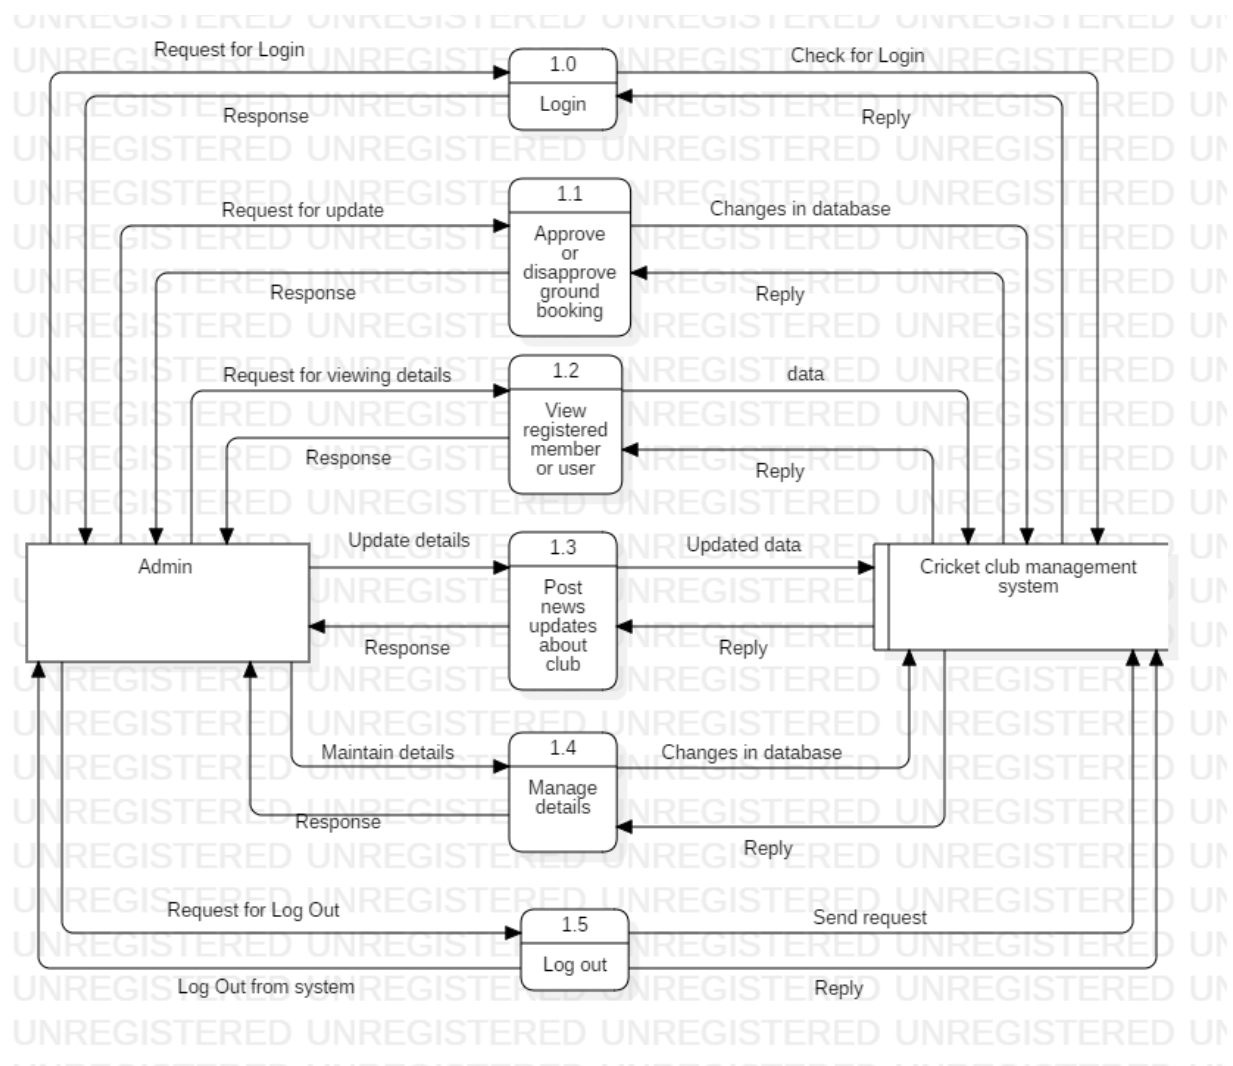 Request for Login
1.0
Check for Login
Login
Response
Reply
1.1
Request for update
Changes in database
Approve
or
disapprove
ground
booking
Response
Reply
1.2
Request for viewing details
data
View
registered
member
or user
Response
Reply
Admin
Update details
1.3
Updated data
Cricket club management
system
Post
news
updates
about
club
Response
Reply
1.4
Maintain details
Changes in database
Manage
details
Response
Reply
Request for Log Out
1.5
Send request
Log out
Log Out from system
Reply
UNREGISTERED UNREGISTERED UNREGISTERED UNREGISTERED UN